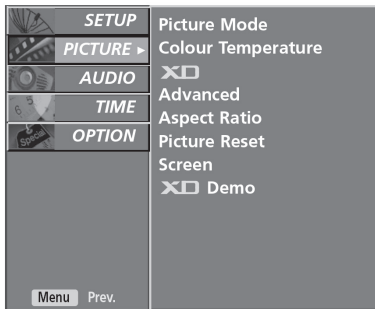 SETUP
PICTURE ►
AUDIO
TIME
OPTION
Menu Prev.
Picture Mode
Colour Temperature
XD
Advanced
Aspect Ratio
Picture Reset
Screen
XD Demo
Special